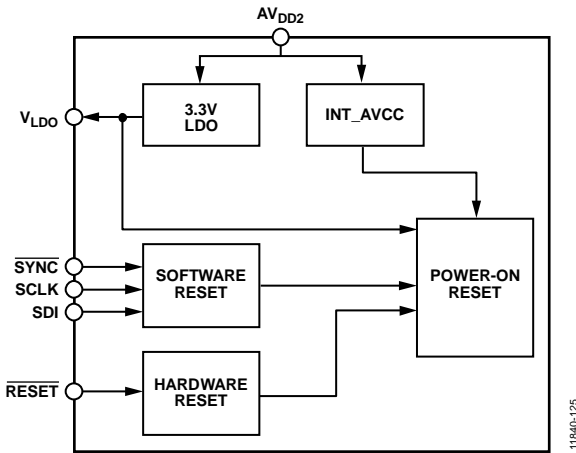 AVDD2
3.3V
LDO
INT_AVCC
VLDO
SYNC
SCLK
SDI
SOFTWARE
RESET
POWER-ON
RESET
RESET
HARDWARE
RESET
11840-125